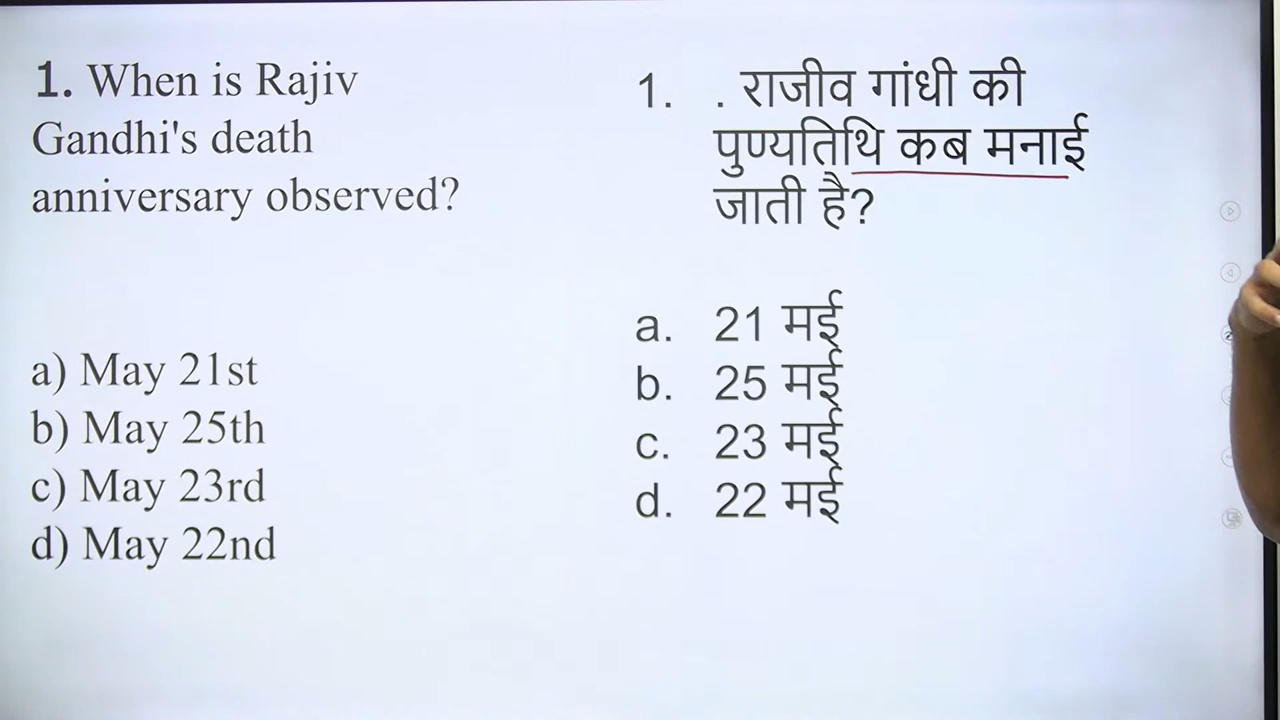 1. When is Rajiv
Gandhi's death
anniversary observed?
a) May 21st
b) May 25th
c) May 23rd
d) May 22nd
1. . राजीव गांधी की
पुण्यतिथि कब मनाई
जाती है?
a. 21 मई
b. 25 मई
c. 23 मई
d. 22 मई